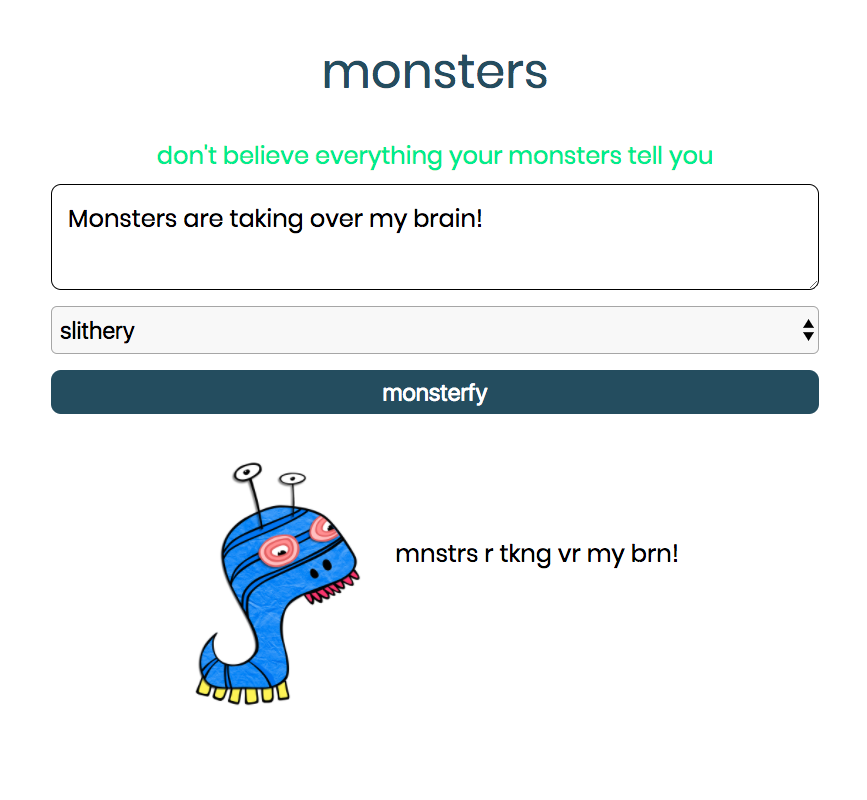 monsters
don't believe everything your monsters tell you
Monsters are taking over my brain!
slithery
monsterfy
mnstrs r tkng vr my brn!